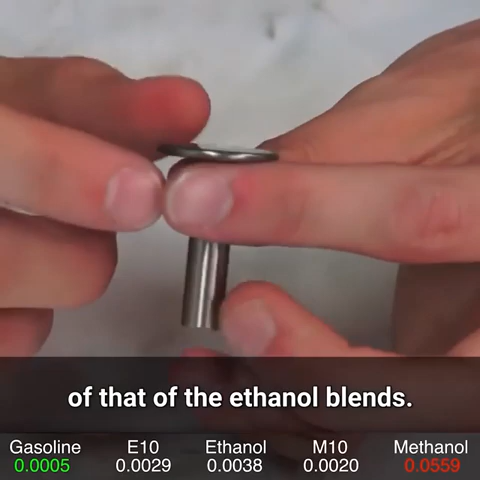 of that of the ethanol blends.
Gasoline E10 Ethanol M10 Methanol
0.0005 0.0029 0.0038 0.0020 0.0559